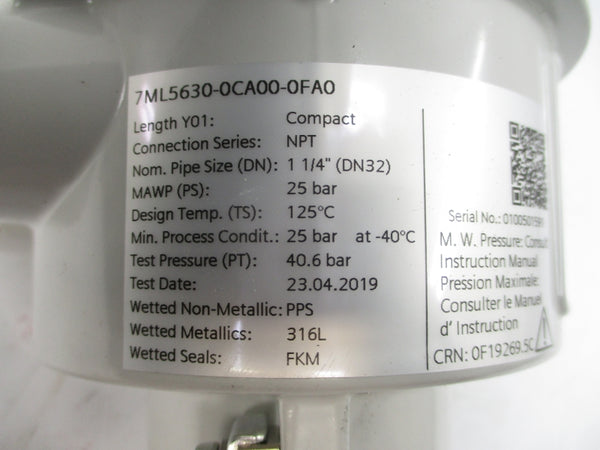 7ML5630-0CA00-0FA0
Length Y01: Compact
Connection Series: NPT
Nom. Pipe Size (DN): 1 1/4" (DN32)
MAWP (PS): 25 bar
Design Temp. (TS): 125°C
Min. Process Condit.: 25 bar at -40°C
Test Pressure (PT): 40.6 bar
Test Date: 23.04.2019
Wetted Non-Metallic: PPS
Wetted Metallics: 316L
Wetted Seals: FKM
Serial No.:
M. W. Pressure: Consult
Instruction Manual
Pression Maximale:
Consulter le Manuel
d' Instruction
CRN: 0F19269.5C